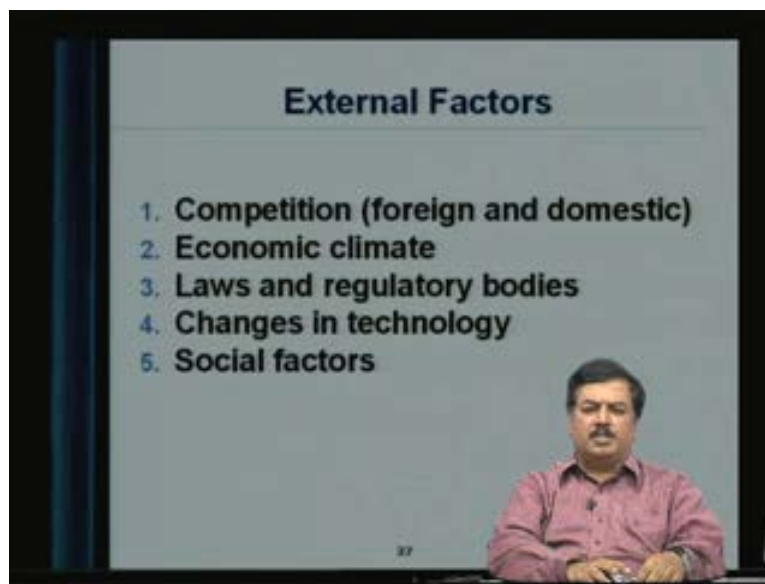 External Factors
1. Competition (foreign and domestic)
2. Economic climate
3. Laws and regulatory bodies
4. Changes in technology
5. Social factors
37